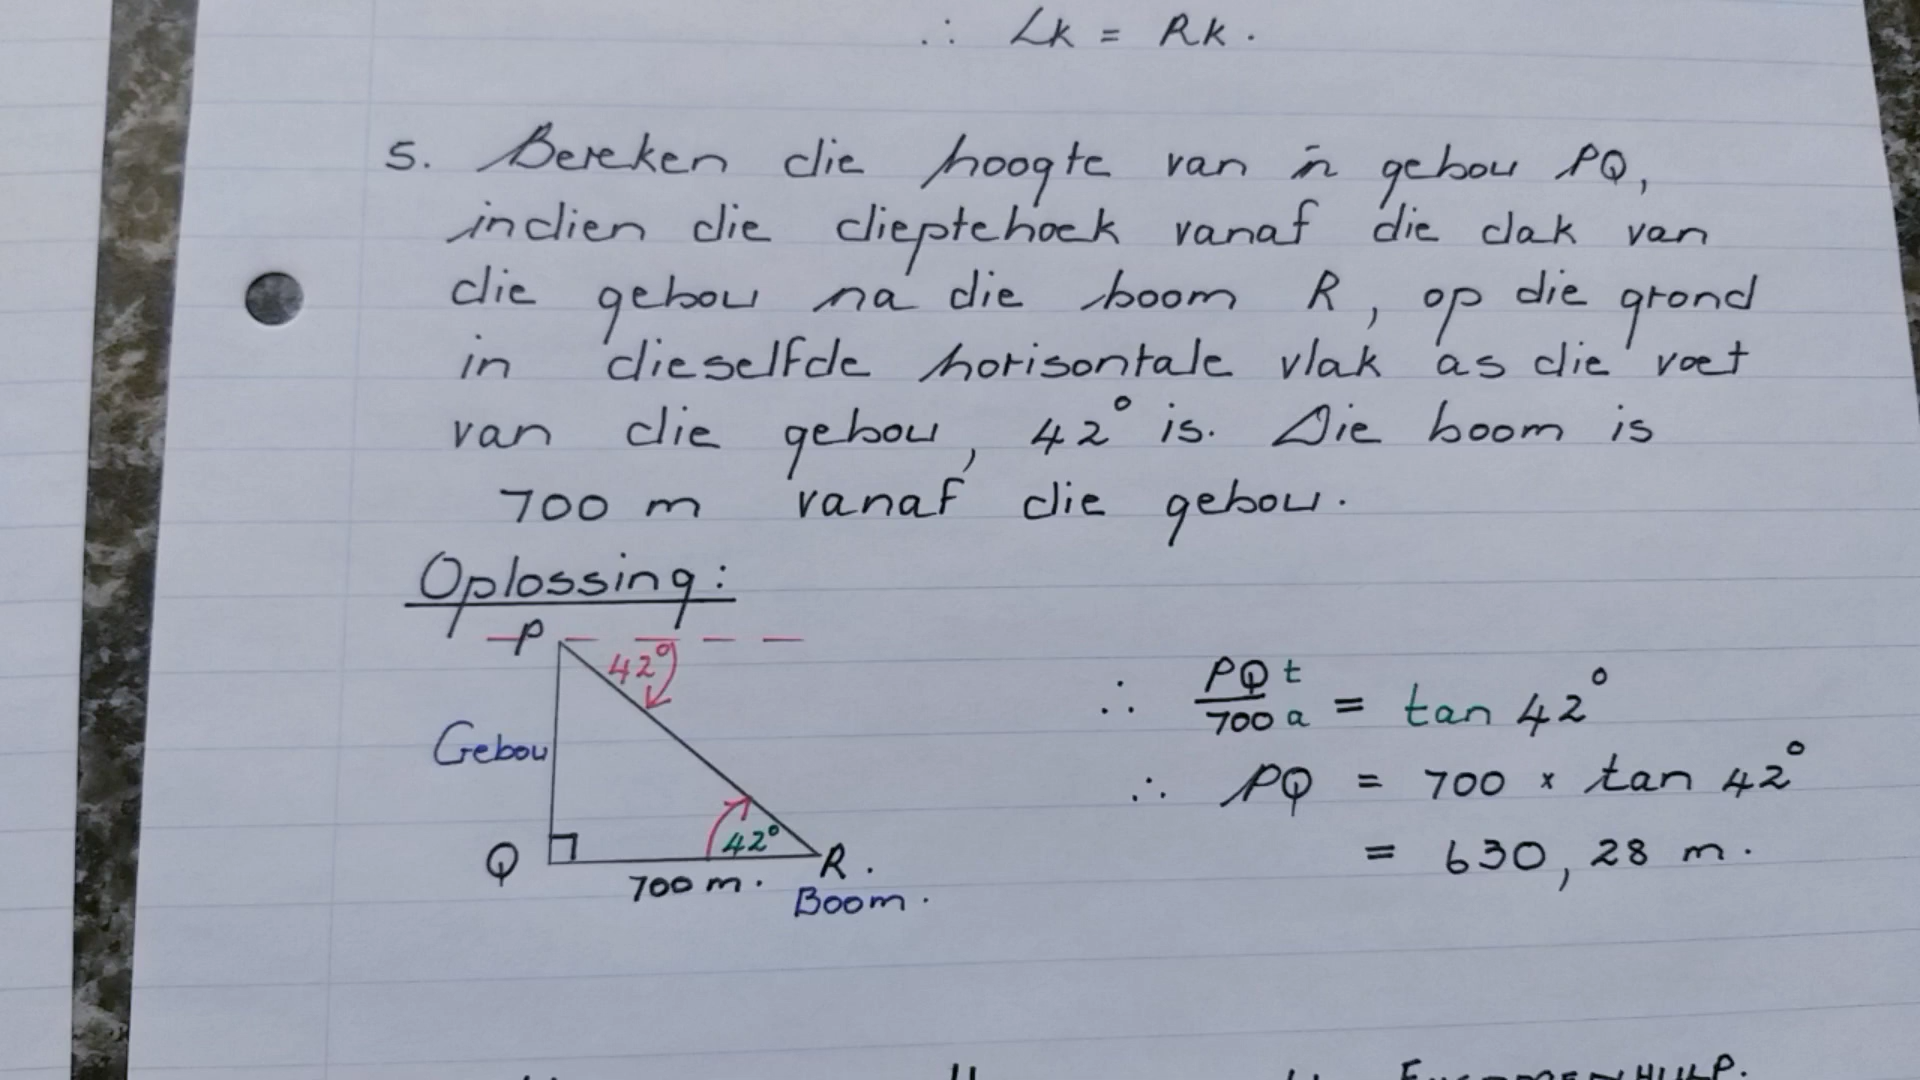 ∴ Lk = Rk.
5. Bereken die hoogte van 'n gebou PQ,
indien die dieptehoek vanaf die dak van
die gebou na die boom R, op die grond
in dieselfde horisontale vlak as die voet
van die gebou, 42° is. Die boom is
700 m vanaf die gebou.
Oplossing:
P
42°
Gebou
42°
Q
R.
700 m.
Boom.
∴ PQ t / 700 a = tan 42°
∴ PQ = 700 × tan 42°
= 630,28 m.